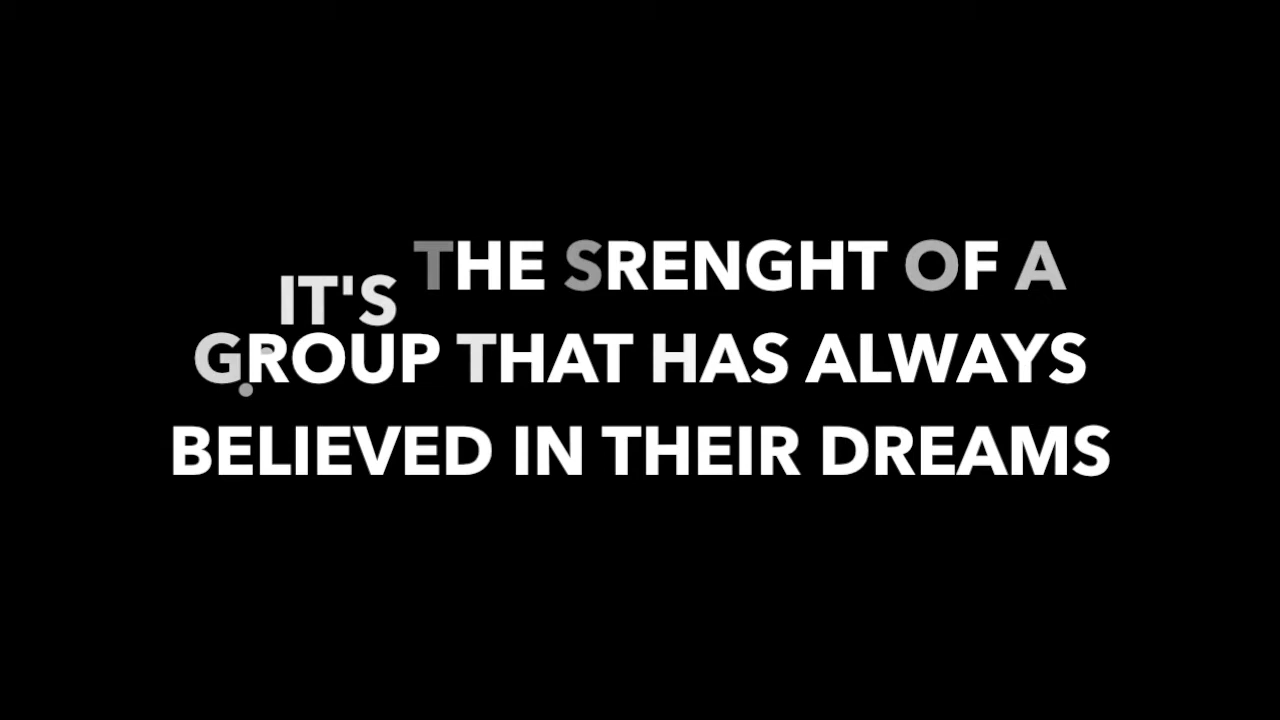 IT'S THE SRENGHT OF A
GROUP THAT HAS ALWAYS
BELIEVED IN THEIR DREAMS